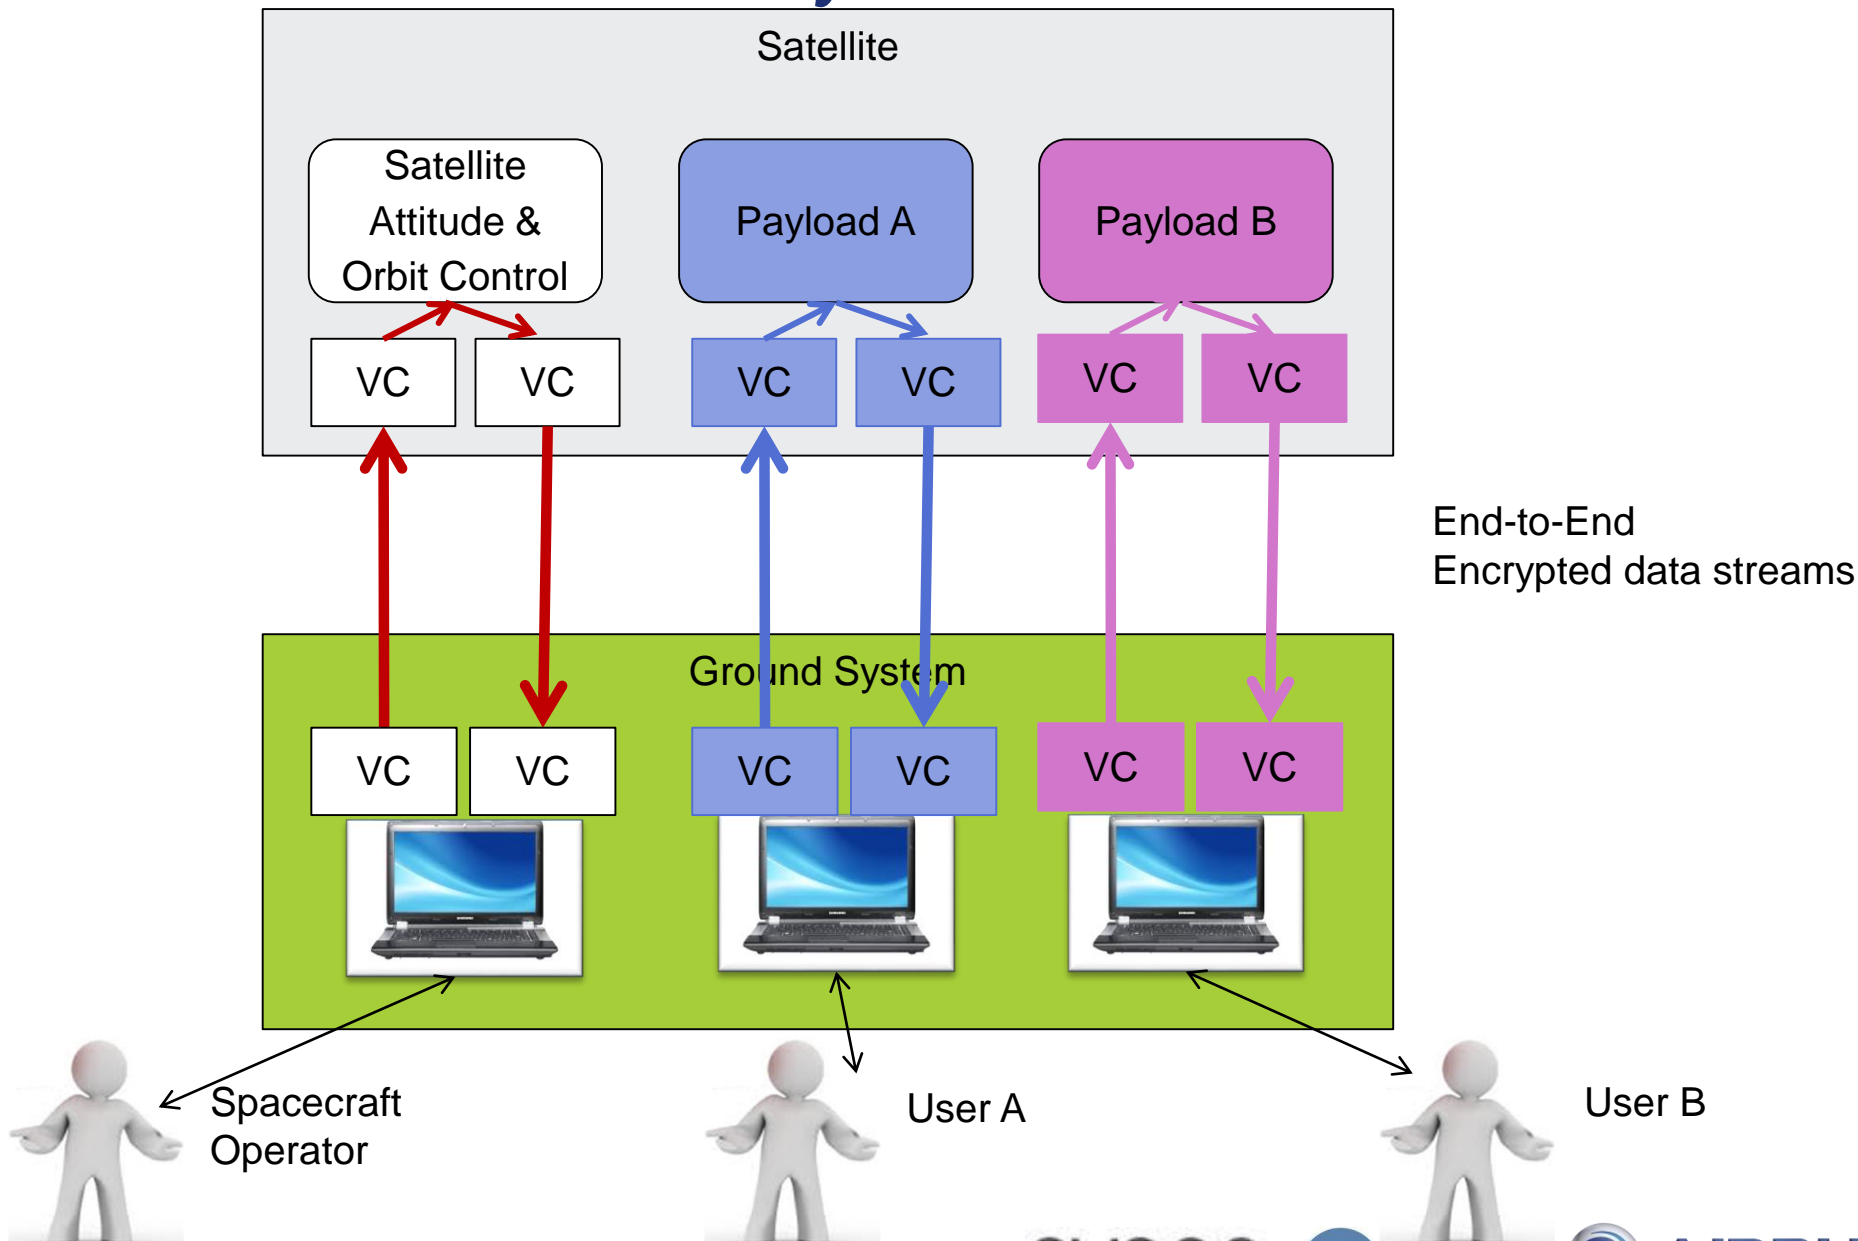 Satellite
Satellite
Attitude &
Orbit Control
Payload A
Payload B
VC
VC
VC
VC
VC
VC
End-to-End
Encrypted data streams
Ground System
VC
VC
VC
VC
VC
VC
Spacecraft
Operator
User A
User B